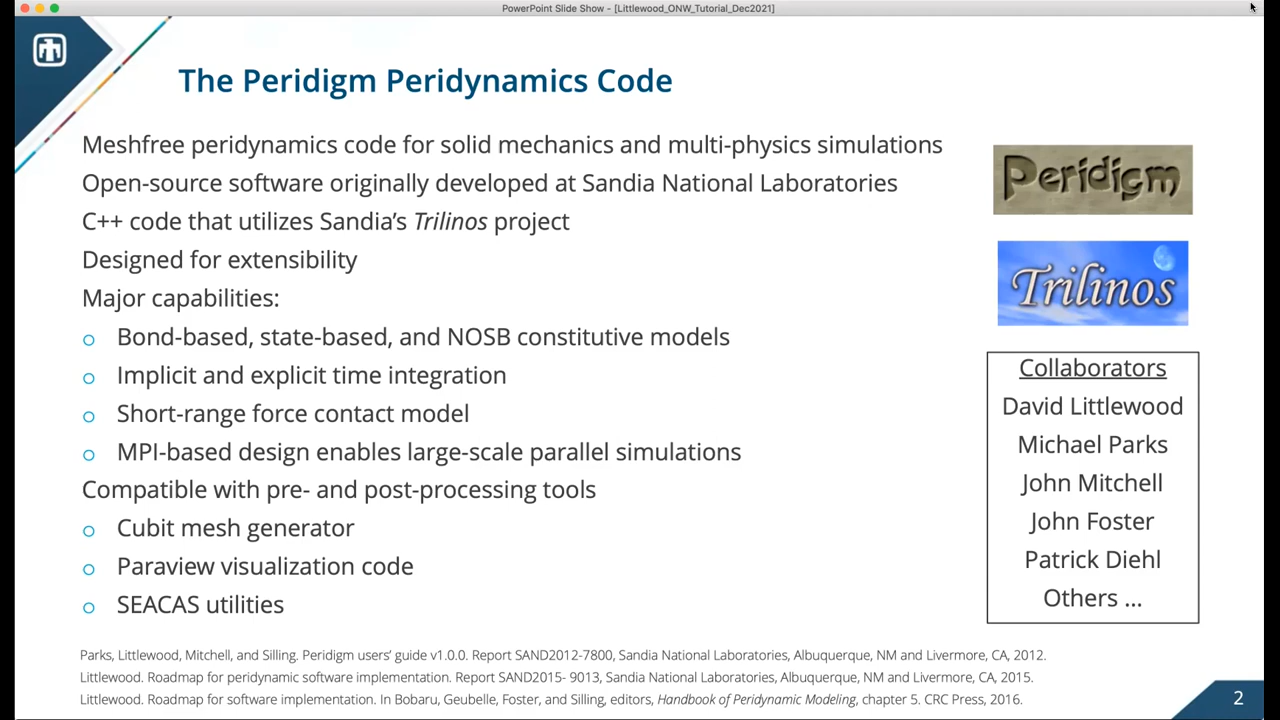 PowerPoint Slide Show - [Littlewood_ONW_Tutorial_Dec2021]
The Peridigm Peridynamics Code
Meshfree peridynamics code for solid mechanics and multi-physics simulations
Open-source software originally developed at Sandia National Laboratories
C++ code that utilizes Sandia’s Trilinos project
Designed for extensibility
Major capabilities:
Bond-based, state-based, and NOSB constitutive models
Implicit and explicit time integration
Short-range force contact model
MPI-based design enables large-scale parallel simulations
Compatible with pre- and post-processing tools
Cubit mesh generator
Paraview visualization code
SEACAS utilities
Peridigm
Trilinos
Collaborators
David Littlewood
Michael Parks
John Mitchell
John Foster
Patrick Diehl
Others ...
Parks, Littlewood, Mitchell, and Silling. Peridigm users’ guide v1.0.0. Report SAND2012-7800, Sandia National Laboratories, Albuquerque, NM and Livermore, CA, 2012.
Littlewood. Roadmap for peridynamic software implementation. Report SAND2015- 9013, Sandia National Laboratories, Albuquerque, NM and Livermore, CA, 2015.
Littlewood. Roadmap for software implementation. In Bobaru, Geubelle, Foster, and Silling, editors, Handbook of Peridynamic Modeling, chapter 5. CRC Press, 2016.
2